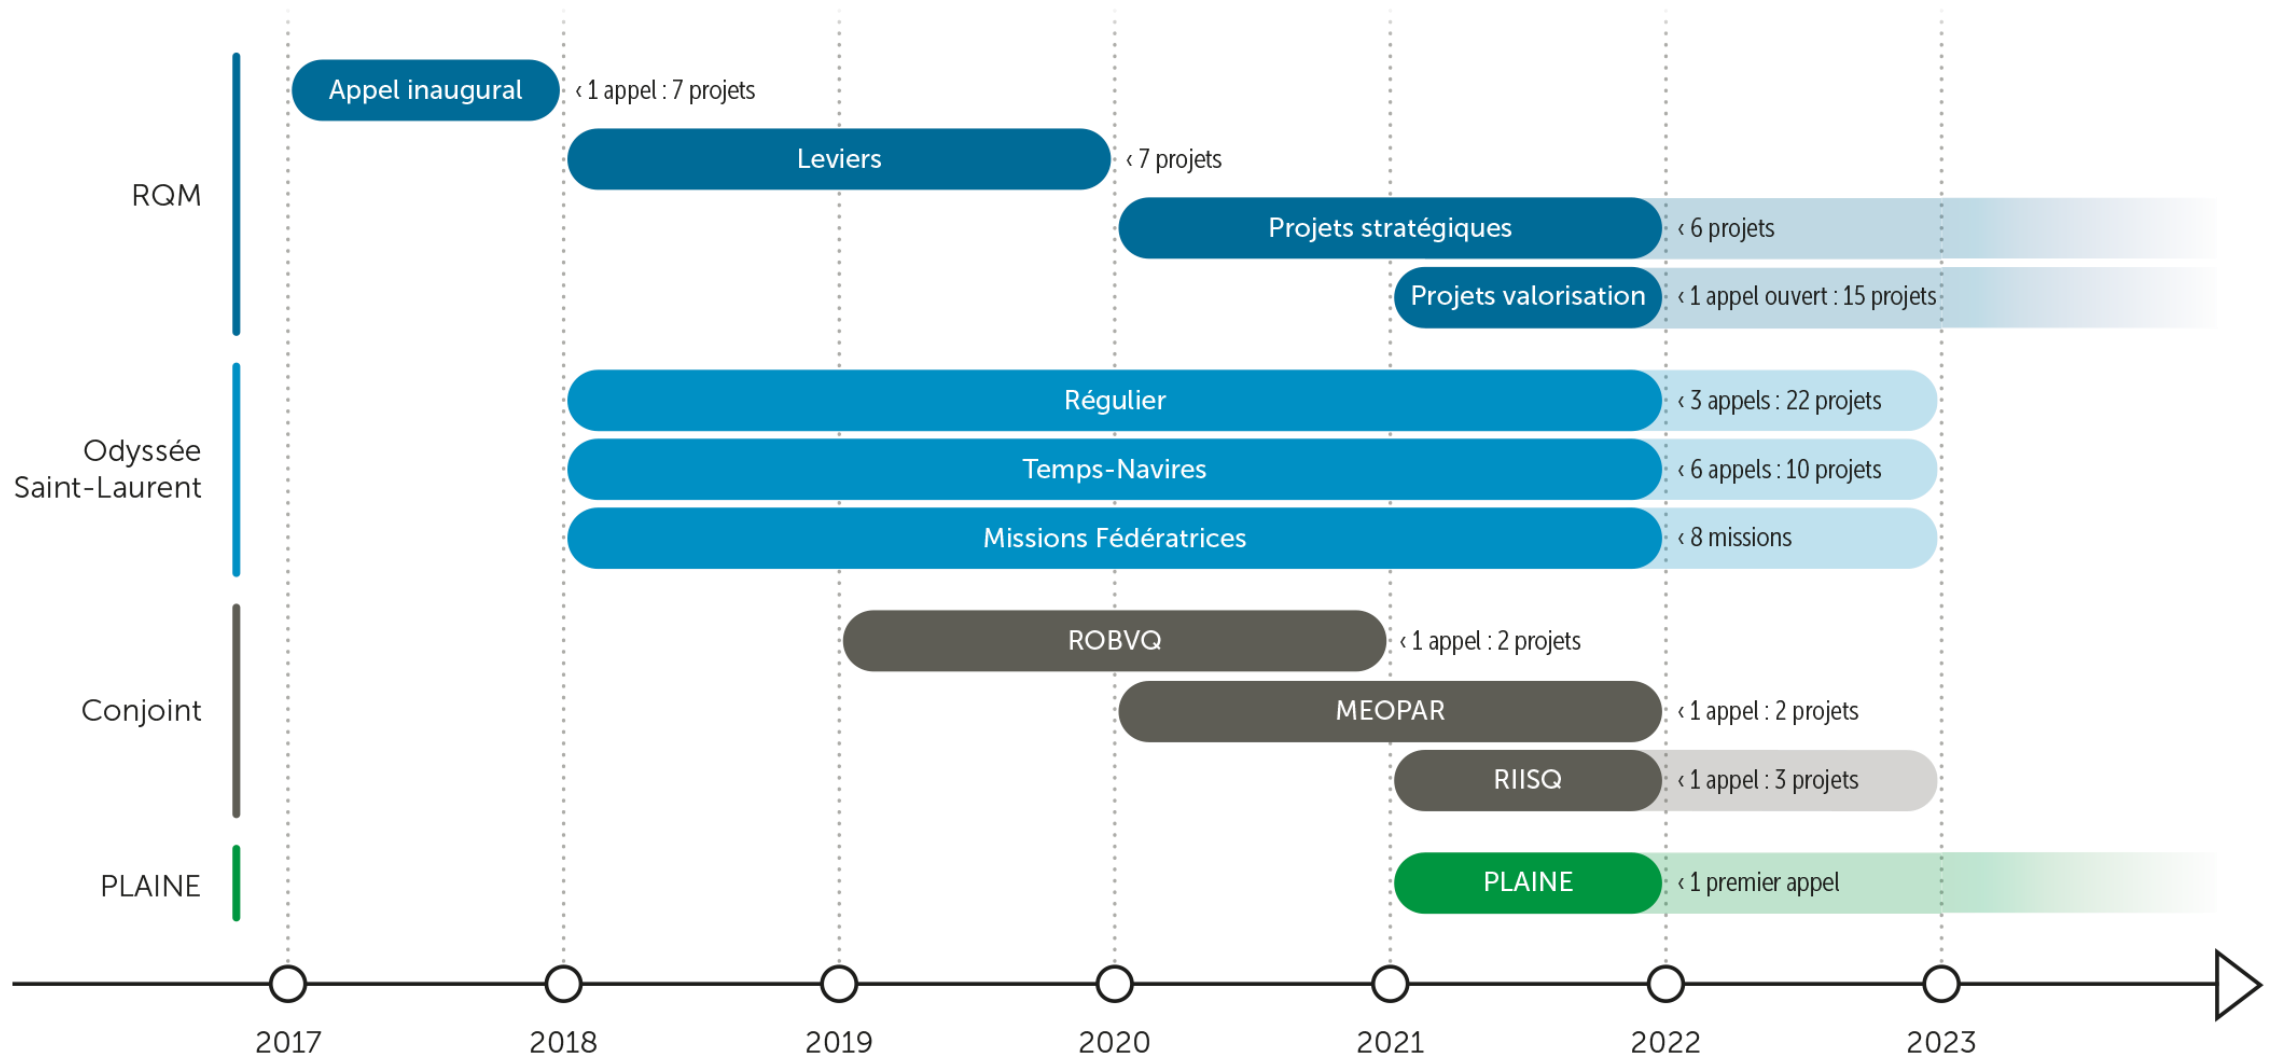 RQM
Appel inaugural
‹ 1 appel : 7 projets
Leviers
‹ 7 projets
Projets stratégiques
‹ 6 projets
Projets valorisation
‹ 1 appel ouvert : 15 projets
Odyssée
Saint-Laurent
Régulier
‹ 3 appels : 22 projets
Temps-Navires
‹ 6 appels : 10 projets
Missions Fédératrices
‹ 8 missions
Conjoint
ROBVQ
‹ 1 appel : 2 projets
MEOPAR
‹ 1 appel : 2 projets
RIISQ
‹ 1 appel : 3 projets
PLAINE
PLAINE
‹ 1 premier appel
2017 2018 2019 2020 2021 2022 2023